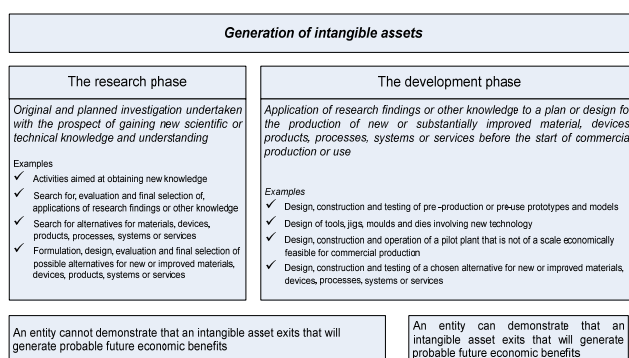 Generation of intangible assets
The research phase
Original and planned investigation undertaken
with the prospect of gaining new scientific or
technical knowledge and understanding
Examples
✓ Activities aimed at obtaining new knowledge
✓ Search for, evaluation and final selection of,
applications of research findings or other knowledge
✓ Search for alternatives for materials, devices,
products, processes, systems or services
✓ Formulation, design, evaluation and final selection of
possible alternatives for new or improved materials,
devices, products, systems or services
The development phase
Application of research findings or other knowledge to a plan or design fo
the production of new or substantially improved material, devices
products, processes, systems or services before the start of commercia
production or use
Examples
✓ Design, construction and testing of pre -production or pre-use prototypes and models
✓ Design of tools, jigs, moulds and dies involving new technology
✓ Design, construction and operation of a pilot plant that is not of a scale economically
feasible for commercial production
✓ Design, construction and testing of a chosen alternative for new or improved materials,
devices, processes, systems or services
An entity cannot demonstrate that an intangible asset exits that will
generate probable future economic benefits
An entity can demonstrate that an
intangible asset exits that will generate
probable future economic benefits